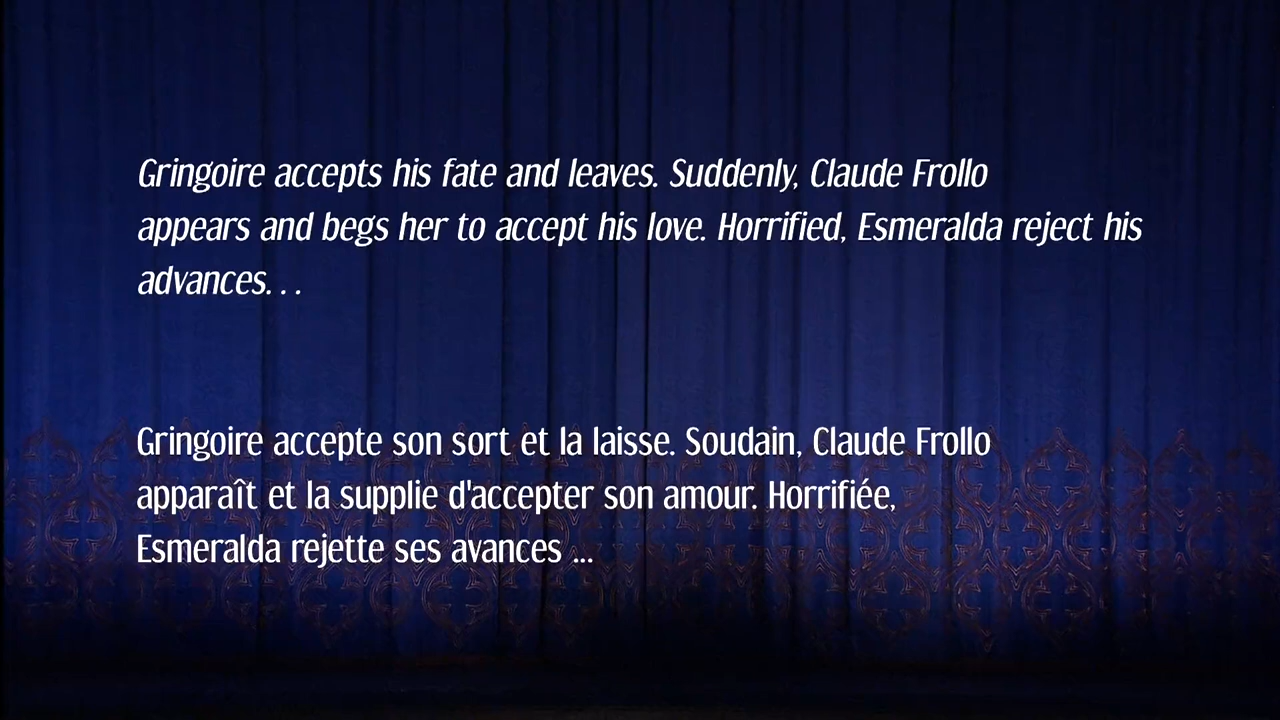 Gringoire accepts his fate and leaves. Suddenly, Claude Frollo
appears and begs her to accept his love. Horrified, Esmeralda reject his
advances. . .
Gringoire accepte son sort et la laisse. Soudain, Claude Frollo
apparaît et la supplie d'accepter son amour. Horrifiée,
Esmeralda rejette ses avances ...